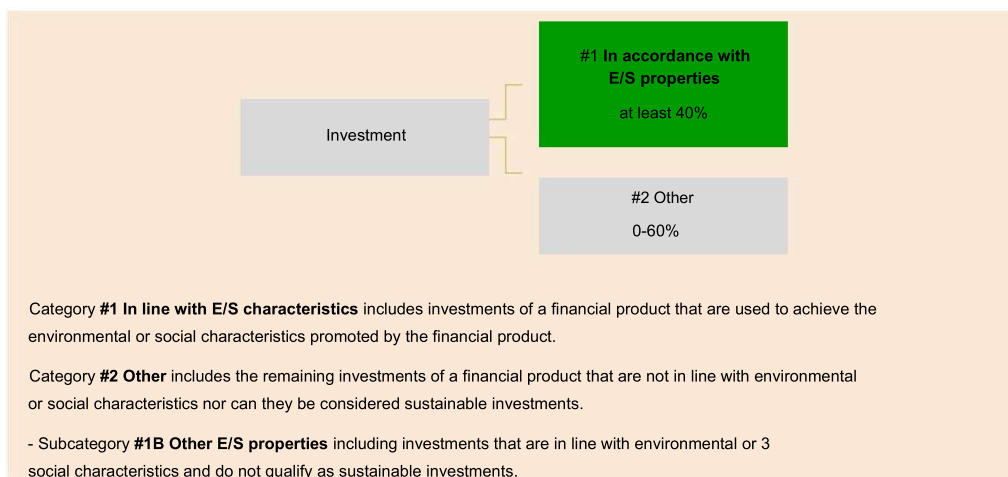 #1 In accordance with
E/S properties
at least 40%
Investment
#2 Other
0-60%
Category #1 In line with E/S characteristics includes investments of a financial product that are used to achieve the
environmental or social characteristics promoted by the financial product.
Category #2 Other includes the remaining investments of a financial product that are not in line with environmental
or social characteristics nor can they be considered sustainable investments.
- Subcategory #1B Other E/S properties including investments that are in line with environmental or 3
social characteristics and do not qualify as sustainable investments.